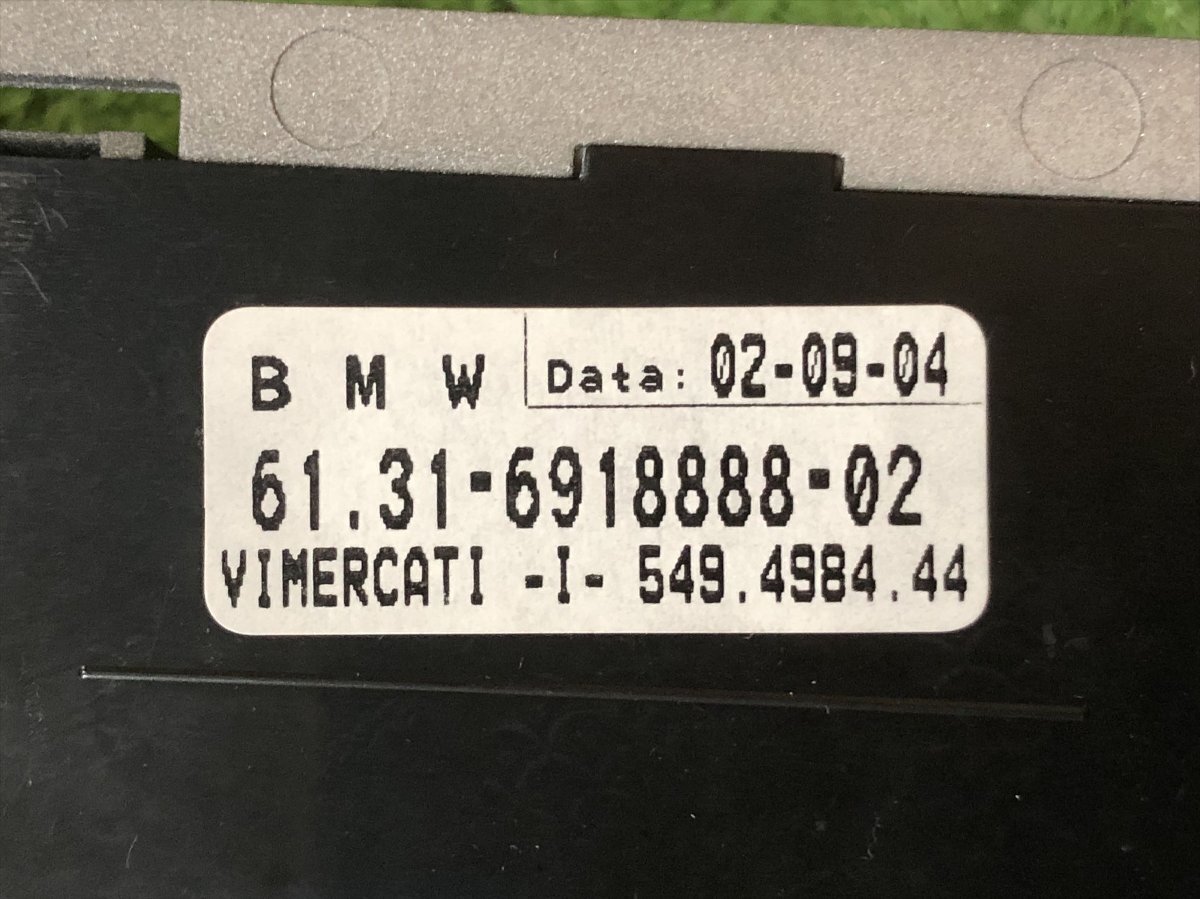 B M W Data: 02-09-04
61.31-6918888-02
VIMERCATI -I- 549.4984.44